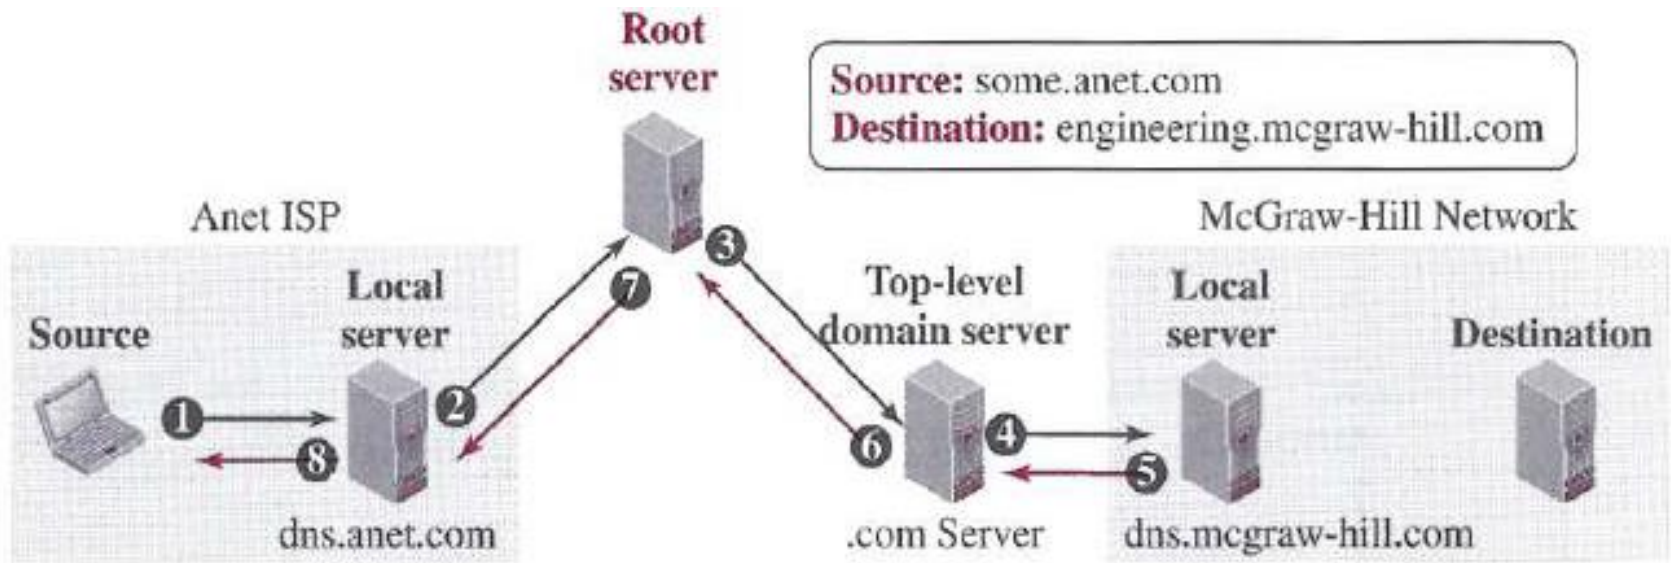 Root
server
Source: some.anet.com
Destination: engineering.mcgraw-hill.com
Anet ISP
McGraw-Hill Network
Source
Local
server
Top-level
domain server
Local
server
Destination
1
2
3
4
5
6
7
8
dns.anet.com
.com Server
dns.mcgraw-hill.com